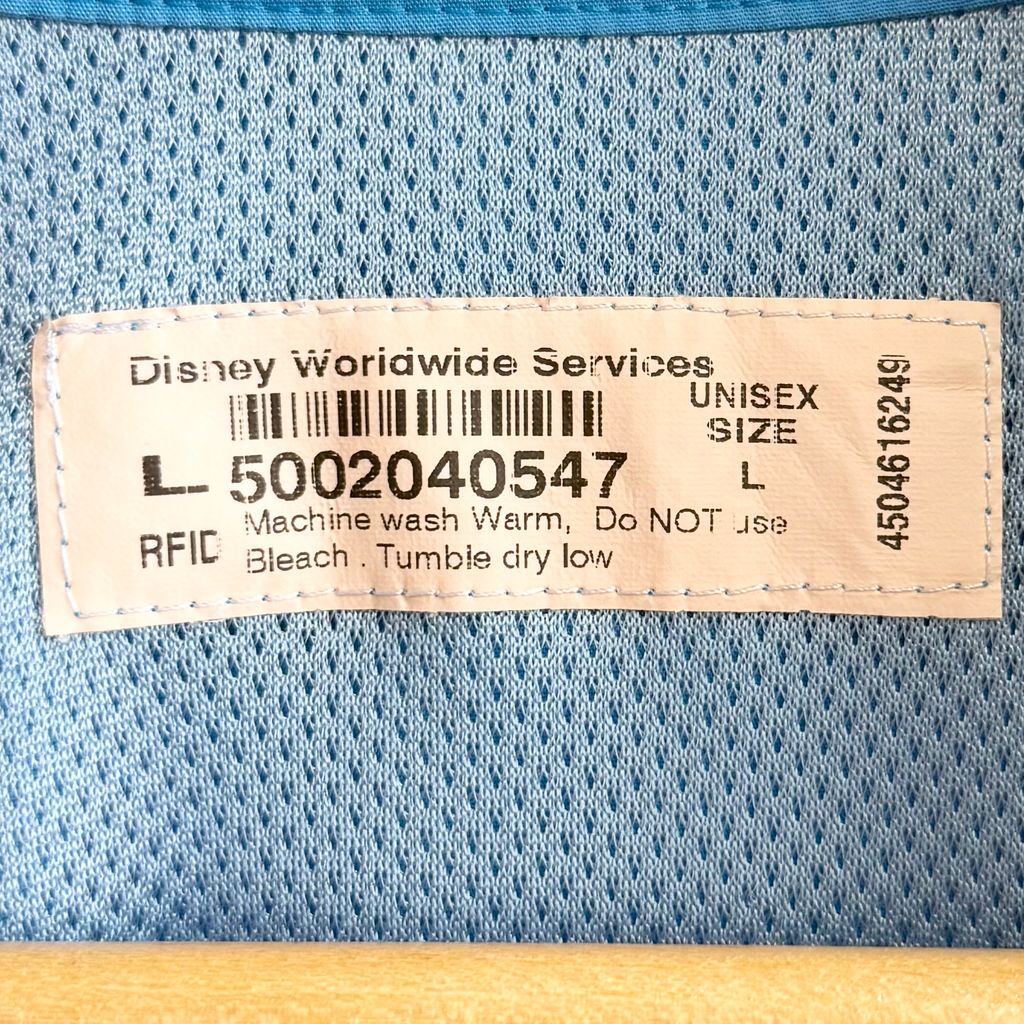 Disney Worldwide Services
UNISEX
SIZE
L
L 5002040547
RFID
Machine wash Warm, Do NOT use
Bleach . Tumble dry low
4504616249